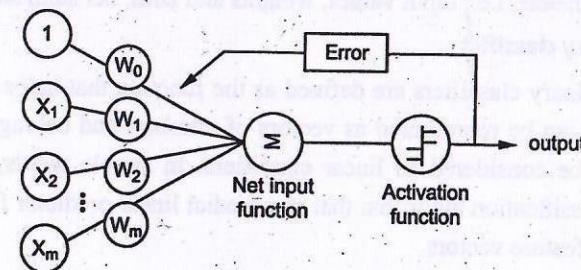 1
W0
Error
X1
W1
X2
W2
Σ
output
Net input
function
Activation
function
Wm
Xm